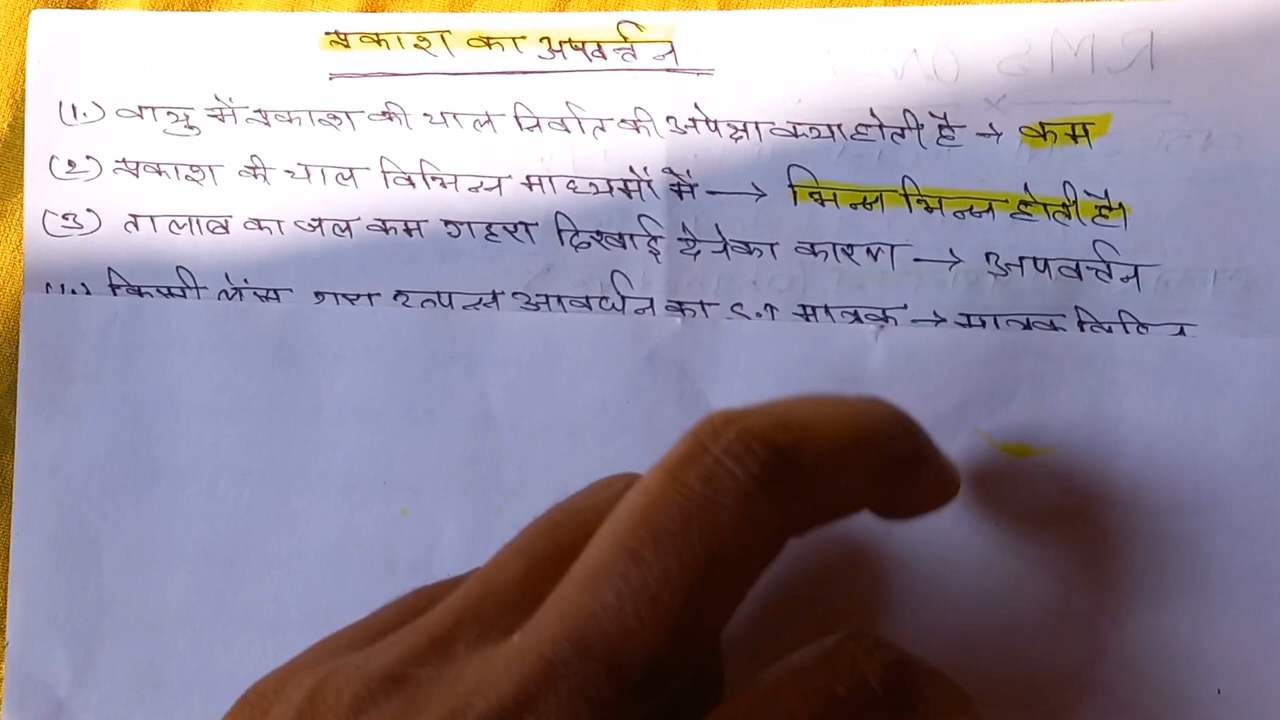 प्रकाश का अपवर्त्तन
(1.) वायु में प्रकाश की चाल निर्वात की अपेक्षा क्या होती है → कम
(2) प्रकाश की चाल विभिन्न माध्यमों में → भिन्न भिन्न होती है।
(3) तालाब का जल कम गहरा दिखाई देने का कारण → अपवर्त्तन
किसी लेंस द्वारा उत्पन्न आवर्धन का S.I मात्रक → मात्रक